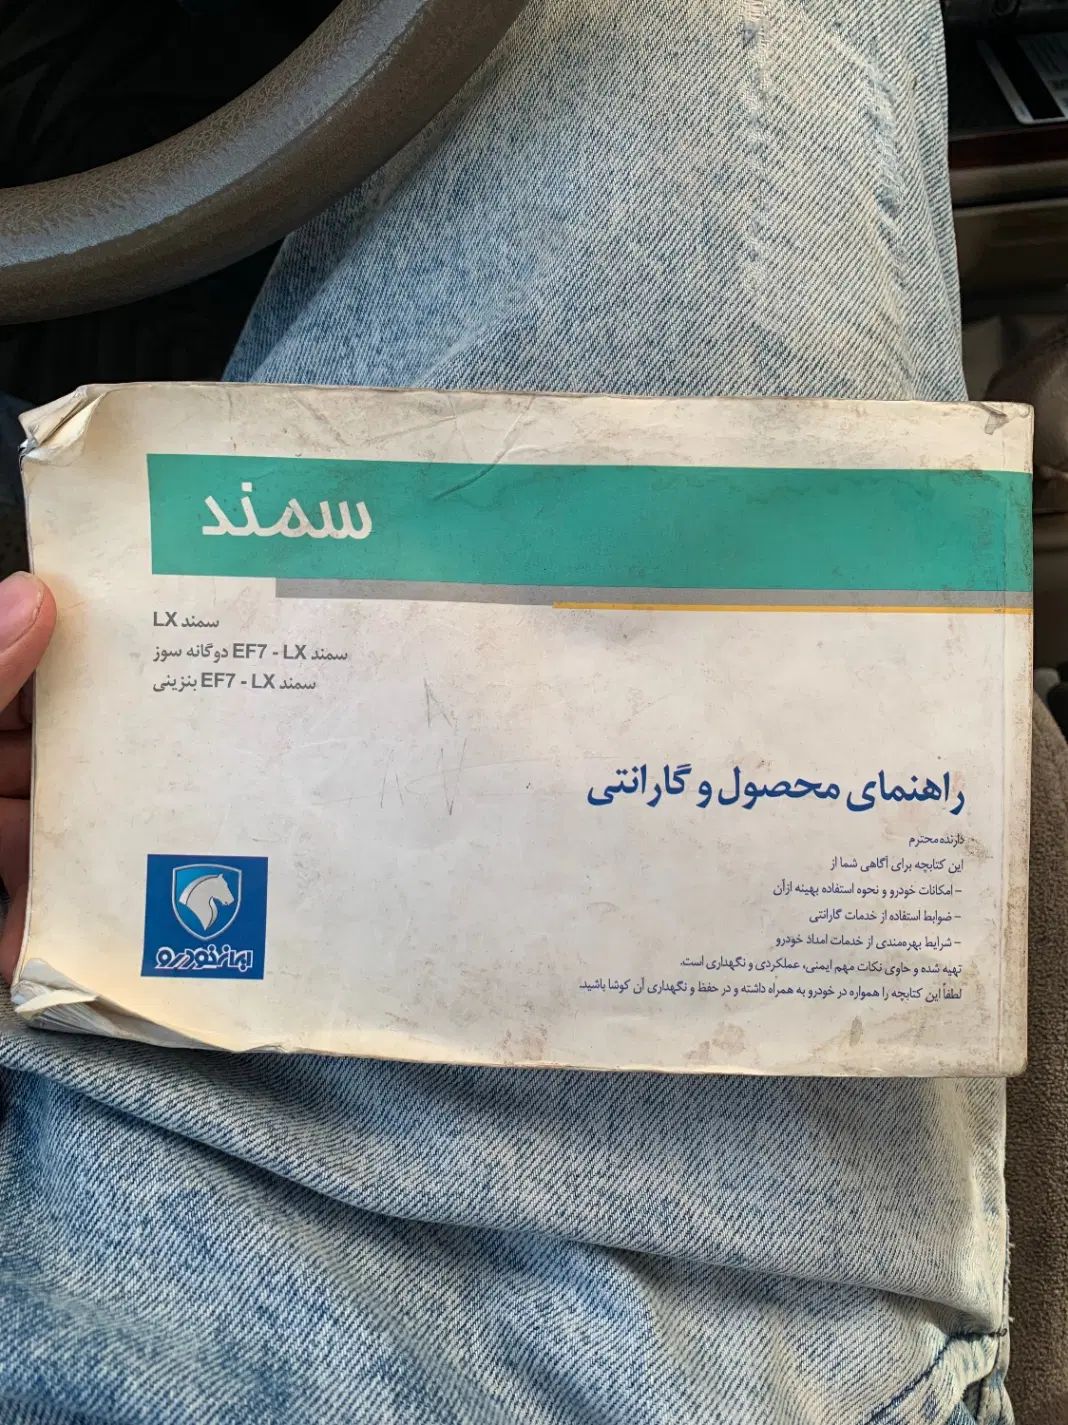 سمند
سمند LX
سمند EF7 - LX دوگانه سوز
سمند EF7 - LX بنزینی
راهنمای محصول و گارانتی
دارنده محترم
این کتابچه برای آگاهی شما از
- امکانات خودرو و نحوه استفاده بهینه ازآن
- ضوابط استفاده از خدمات گارانتی
- شرایط بهره‌مندی از خدمات امداد خودرو
تهیه شده و حاوی نکات مهم ایمنی، عملکردی و نگهداری است.
لطفاً این کتابچه را همواره در خودرو به همراه داشته و در حفظ و نگهداری آن کوشا باشید.
ایران خودرو